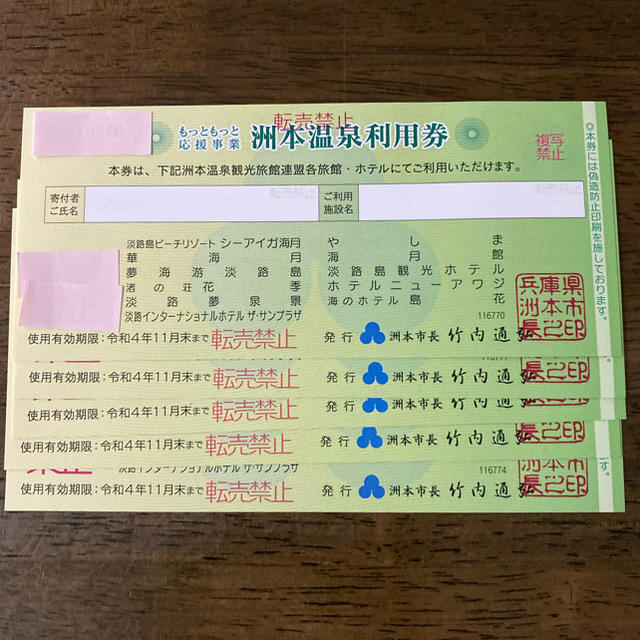 転売禁止
もっともっと
応援事業 洲本温泉利用券
複写
禁止
本券は、下記洲本温泉観光旅館連盟各旅館・ホテルにてご利用いただけます。
寄付者
ご氏名
転売禁止
ご利用
施設名
転売禁止
淡路島ビーチリゾート シーアイガ海月 やしま
華海月 海月館
夢海游淡路島 淡路島観光ホテル
渚の荘花季 ホテルニューアワジ
淡路夢泉景 海のホテル島花
淡路インターナショナルホテル ザ・サンプラザ
116770
使用有効期限:令和4年11月末まで 転売禁止 発行 洲本市長 竹内通弘
兵庫県
洲本市
長之印
◎本券には偽造防止印刷を施しております。
使用有効期限:令和4年11月末まで 転売禁止 発行 洲本市長 竹内通弘
使用有効期限:令和4年11月末まで 転売禁止 発行 洲本市長 竹内通弘
使用有効期限:令和4年11月末まで 転売禁止 発行 洲本市長 竹内通弘
淡路インターナショナルホテル ザ・サンプラザ
116774
使用有効期限:令和4年11月末まで 転売禁止 発行 洲本市長 竹内通弘
洲本市
長之印
す。